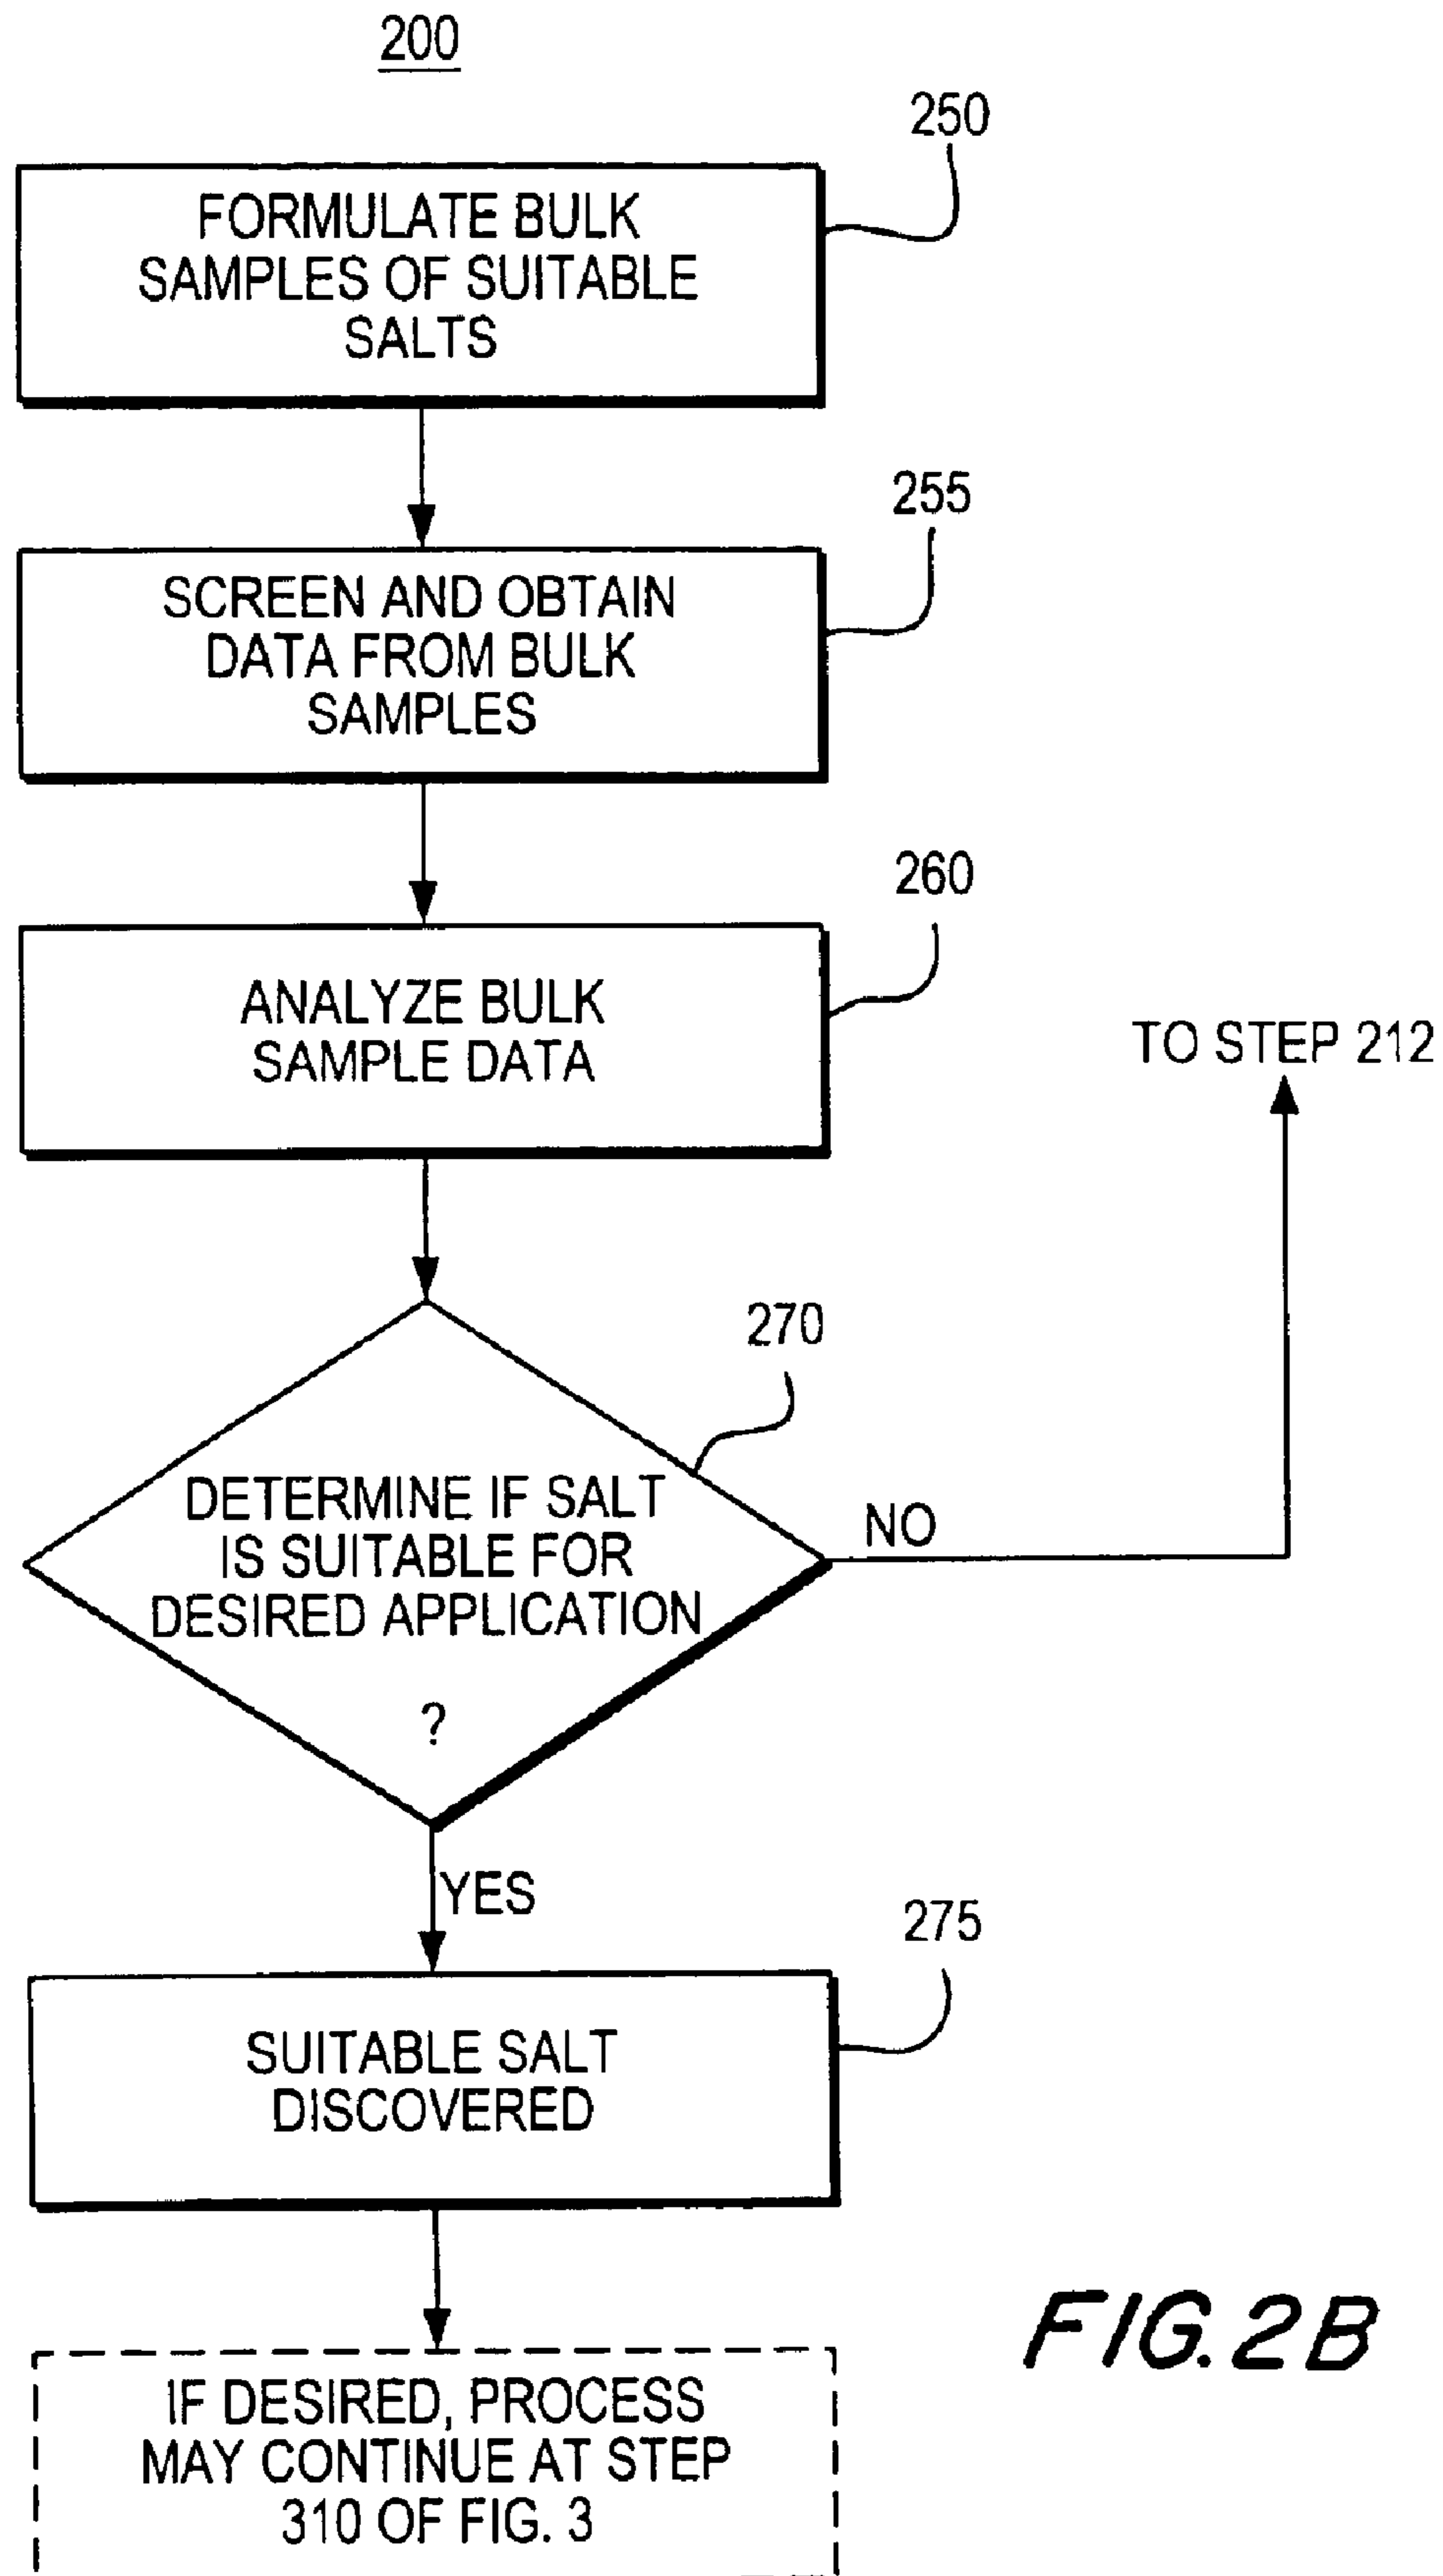 200
250
FORMULATE BULK
SAMPLES OF SUITABLE
SALTS
255
SCREEN AND OBTAIN
DATA FROM BULK
SAMPLES
260
ANALYZE BULK
SAMPLE DATA
TO STEP 212
270
DETERMINE IF SALT
IS SUITABLE FOR
DESIRED APPLICATION
?
NO
YES
275
SUITABLE SALT
DISCOVERED
IF DESIRED, PROCESS
MAY CONTINUE AT STEP
310 OF FIG. 3
FIG. 2B